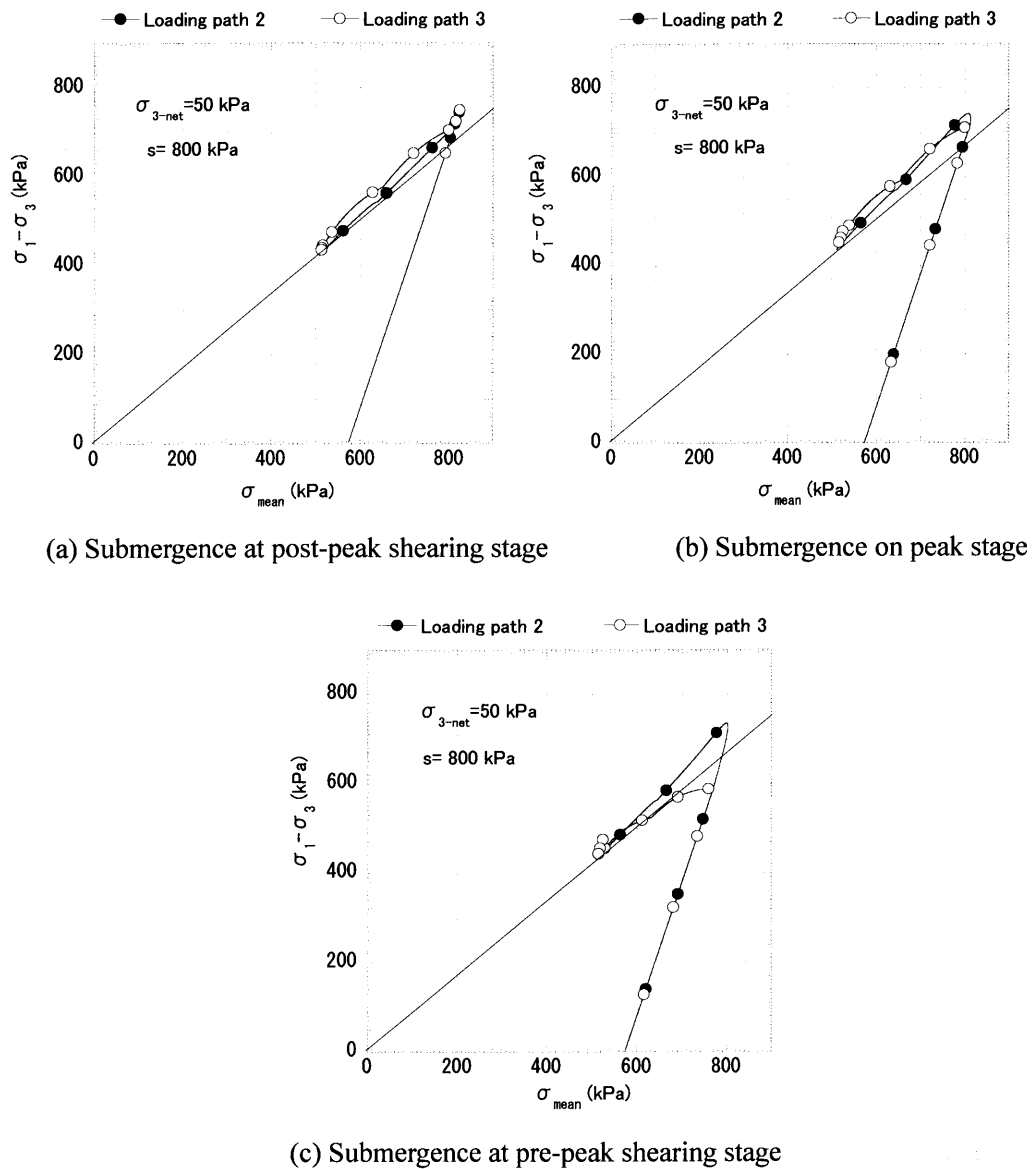 Loading path 2 Loading path 3
800
600
400
200
0
σ1−σ3 (kPa)
σ3-net=50 kPa
s= 800 kPa
0 200 400 600 800
σmean (kPa)
(a) Submergence at post-peak shearing stage
Loading path 2 Loading path 3
800
600
400
200
0
σ1−σ3 (kPa)
σ3-net=50 kPa
s= 800 kPa
0 200 400 600 800
σmean (kPa)
(b) Submergence on peak stage
Loading path 2 Loading path 3
800
600
400
200
0
σ1−σ3 (kPa)
σ3-net=50 kPa
s= 800 kPa
0 200 400 600 800
σmean (kPa)
(c) Submergence at pre-peak shearing stage